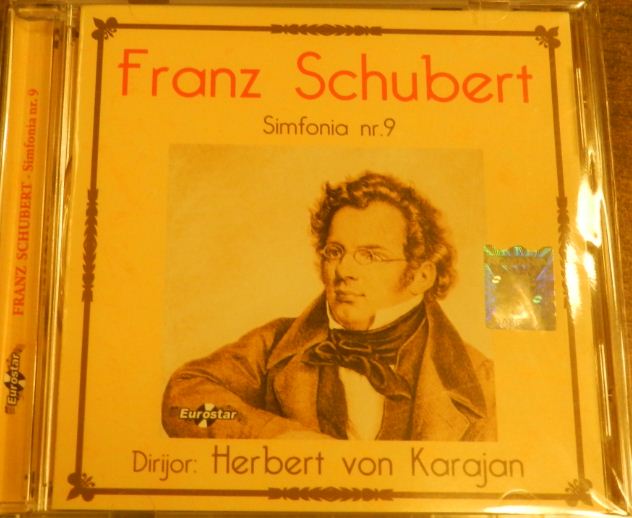 Franz Schubert
Simfonia nr.9
Eurostar
Dirijor: Herbert von Karajan
FRANZ SCHUBERT - Simfonia nr. 9
Eurostar